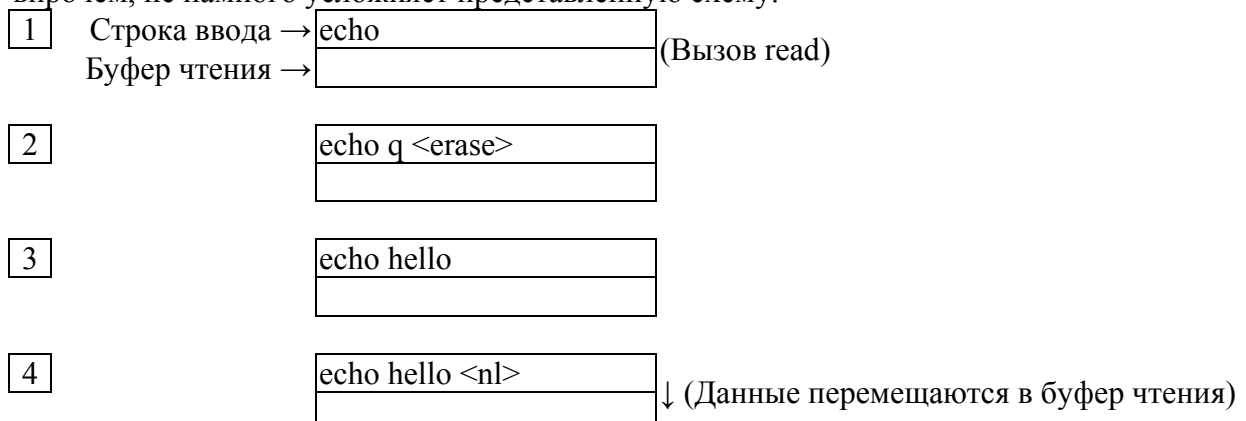 впрочем, не намного усложняет представленную схему.
1 Строка ввода → echo
(Вызов read)
Буфер чтения →
2 echo q <erase>
3 echo hello
4 echo hello <nl>
↓ (Данные перемещаются в буфер чтения)